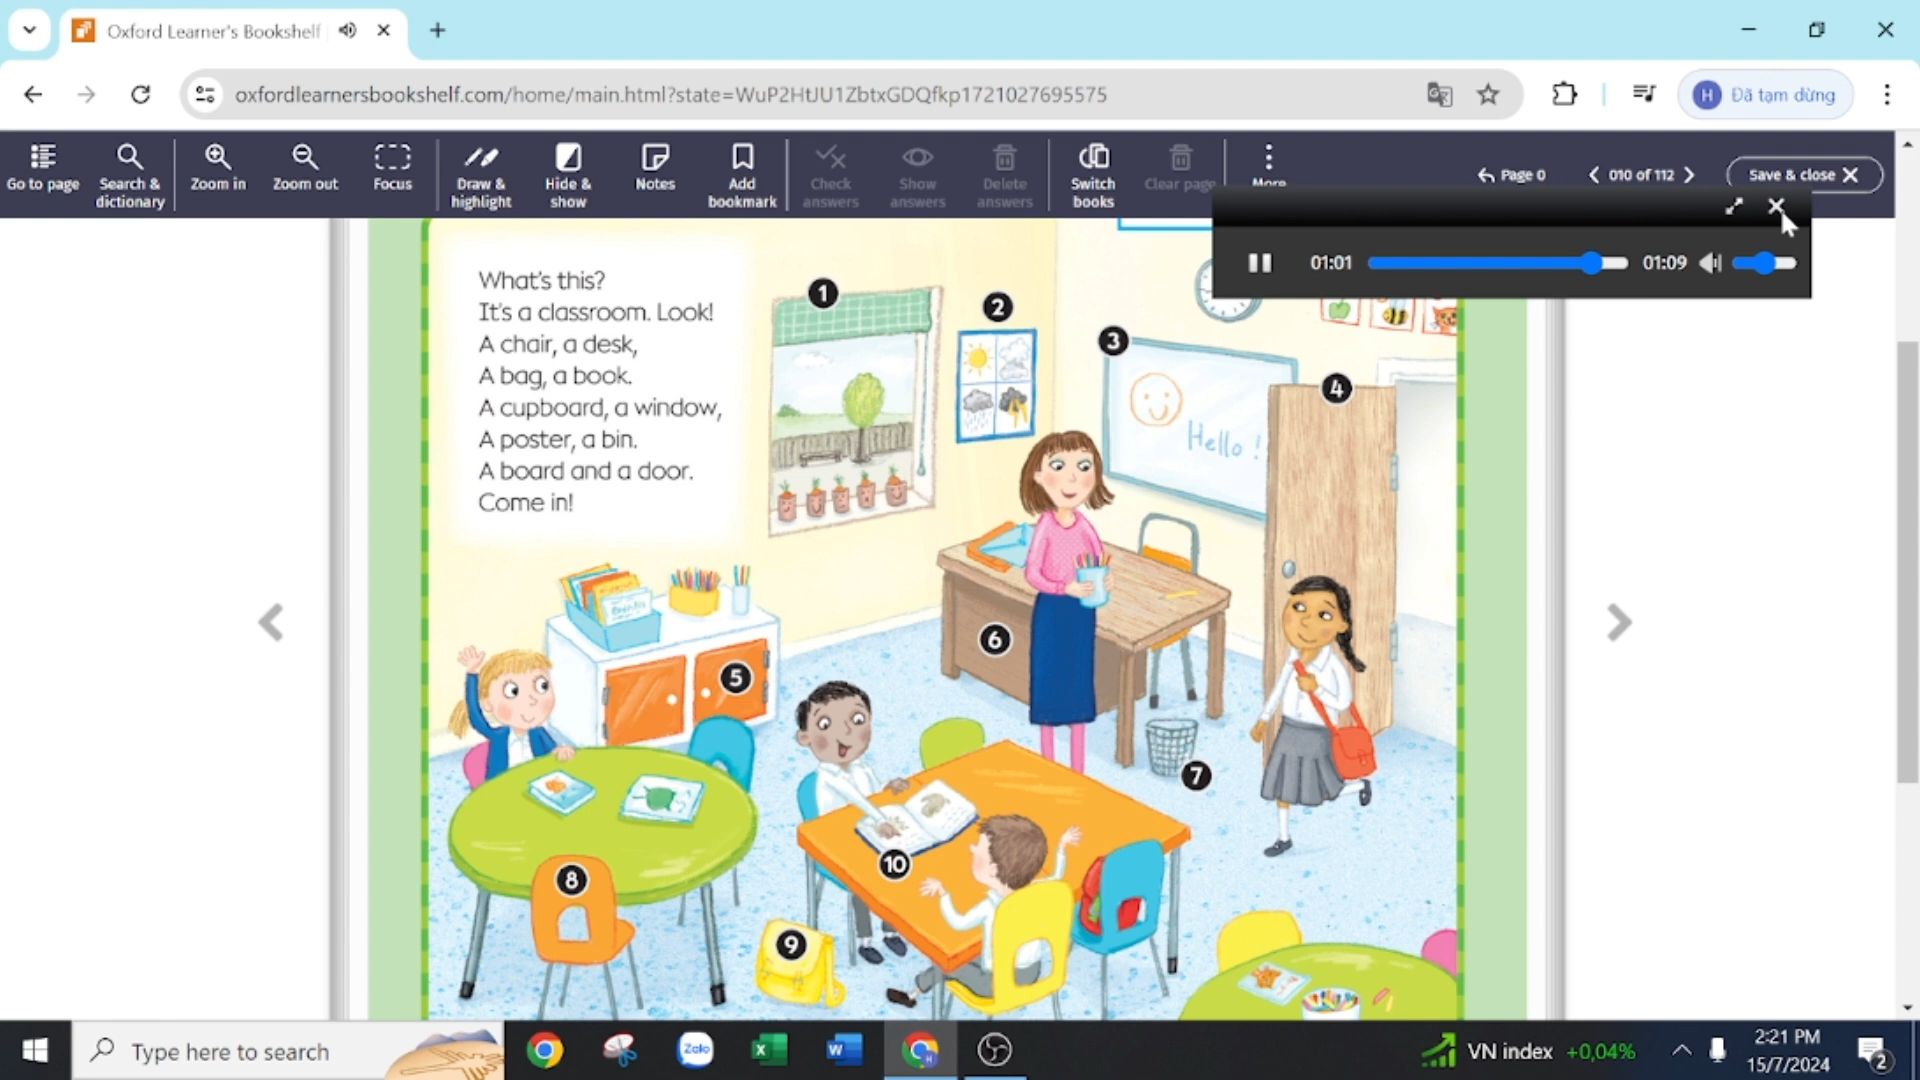 Oxford Learner's Bookshelf
oxfordlearnersbookshelf.com/home/main.html?state=WuP2HtJU1ZbtxGDQfkp1721027695575
H Đã tạm dừng
Go to page
Search & dictionary
Zoom in
Zoom out
Focus
Draw & highlight
Hide & show
Notes
Add bookmark
Check answers
Show answers
Delete answers
Switch books
Clear page
More
Page 0
010 of 112
Save & close
01:01
01:09
What's this?
It's a classroom. Look!
A chair, a desk,
A bag, a book.
A cupboard, a window,
A poster, a bin.
A board and a door.
Come in!
1
2
3
4
Hello!
5
6
7
8
9
10
Type here to search
Zalo
VN index +0,04%
2:21 PM
15/7/2024
2